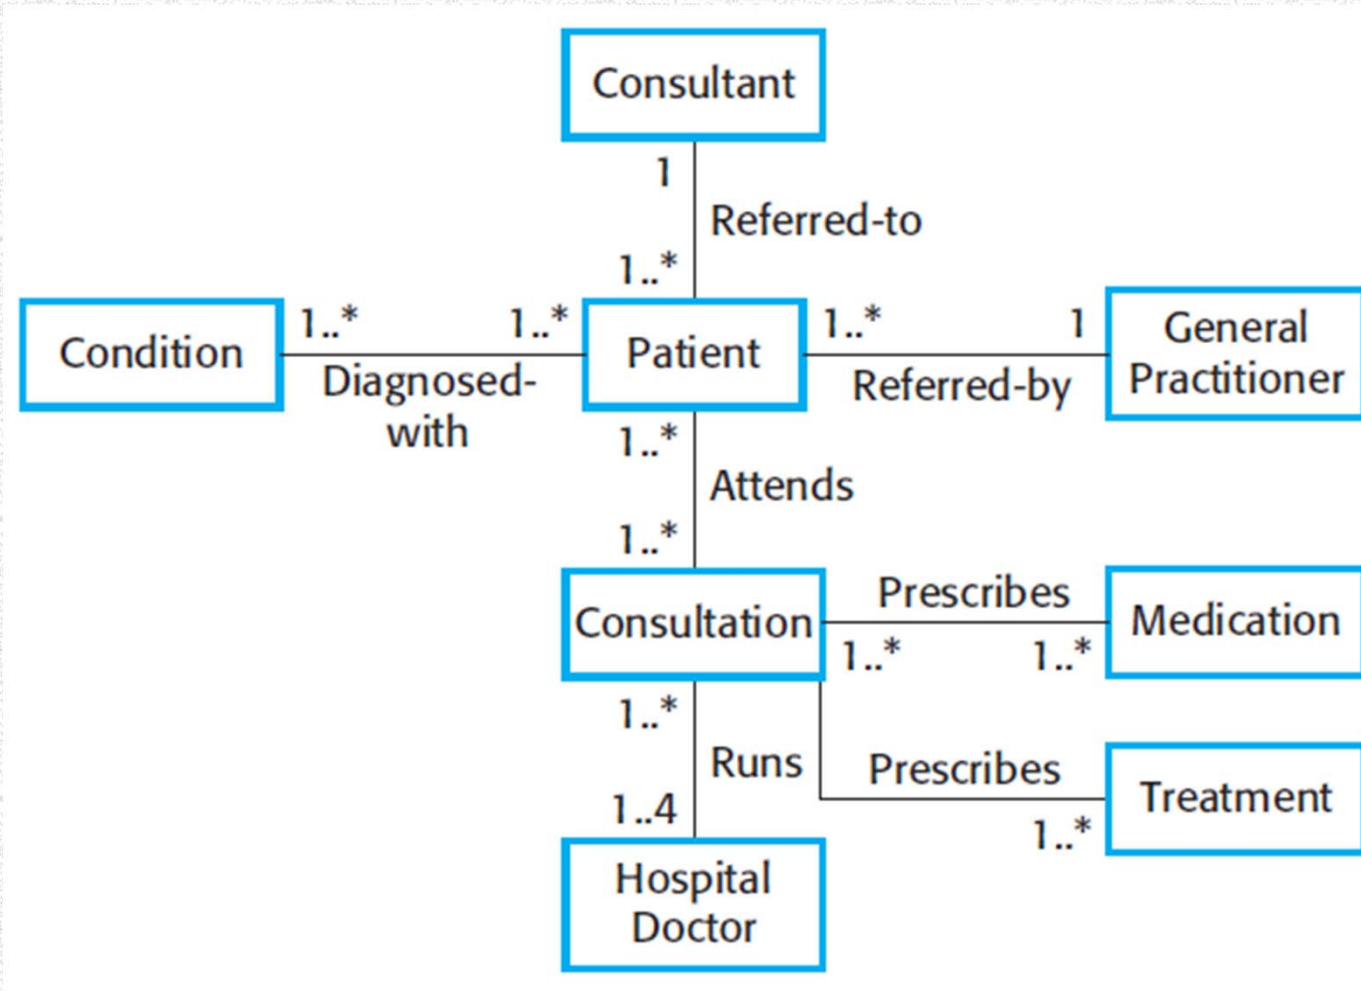 Consultant
1
Referred-to
1..*
Condition
1..*
1..*
Diagnosed-
with
Patient
1..*
1
Referred-by
General
Practitioner
1..*
Attends
1..*
Consultation
Prescribes
1..*
1..*
Medication
1..*
Runs
1..4
Prescribes
1..*
Treatment
Hospital
Doctor